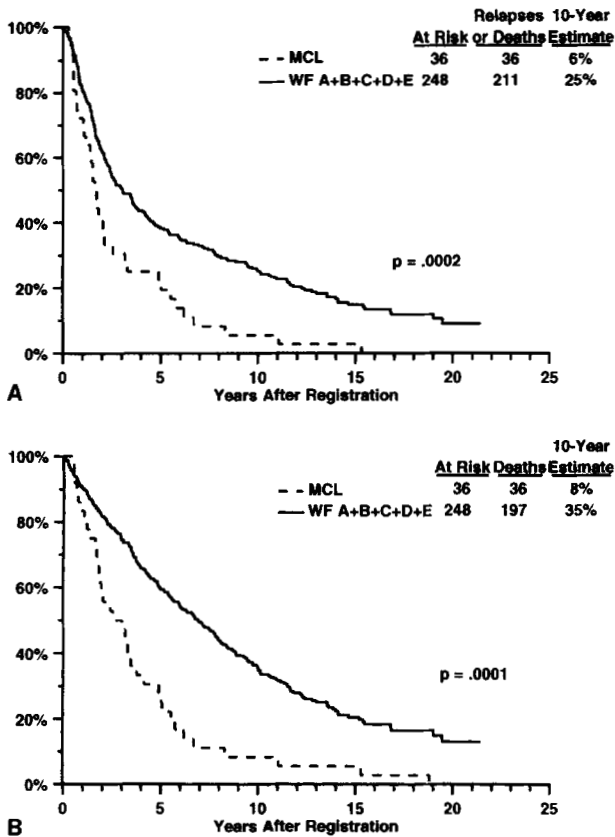 Relapses 10-Year
At Risk or Deaths Estimate
MCL 36 36 6%
WF A+B+C+D+E 248 211 25%
100%
80%
60%
40%
20%
0%
p = .0002
0 5 10 15 20 25
Years After Registration
A
10-Year
At Risk Deaths Estimate
MCL 36 36 8%
WF A+B+C+D+E 248 197 35%
100%
80%
60%
40%
20%
0%
p = .0001
0 5 10 15 20 25
Years After Registration
B